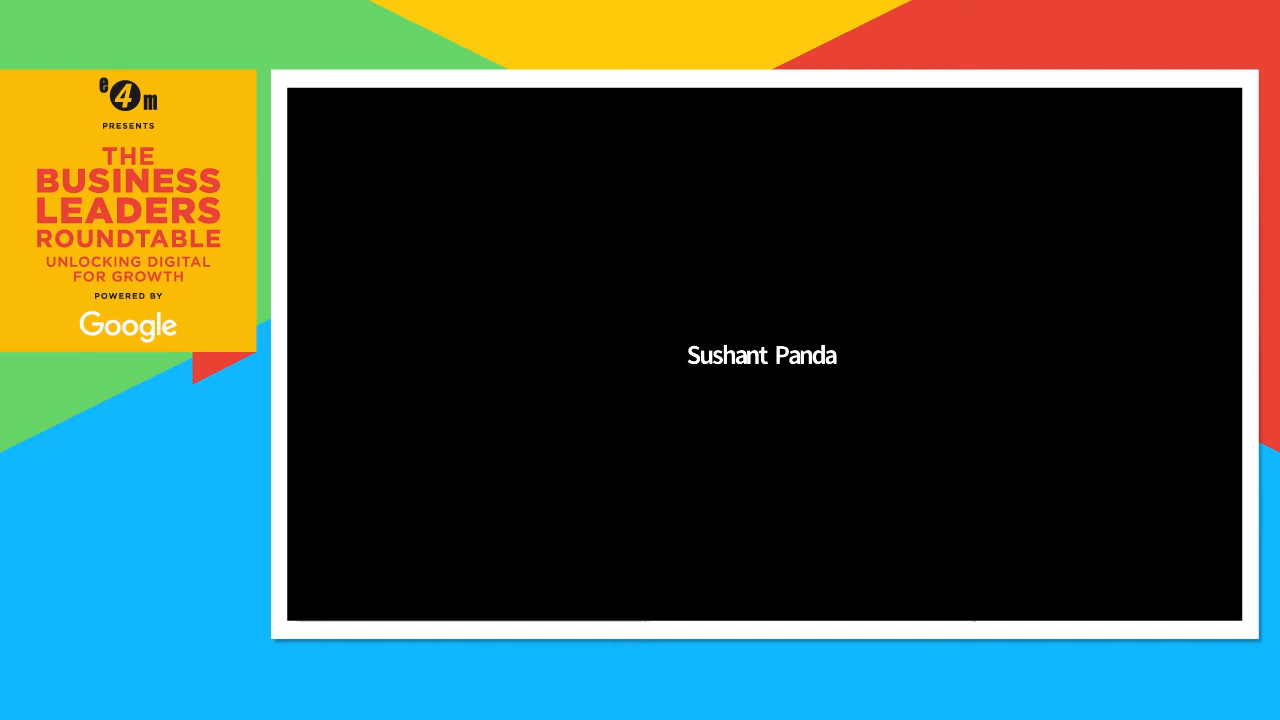 e4m
PRESENTS
THE
BUSINESS
LEADERS
ROUNDTABLE
UNLOCKING DIGITAL
FOR GROWTH
POWERED BY
Google
Sushant Panda